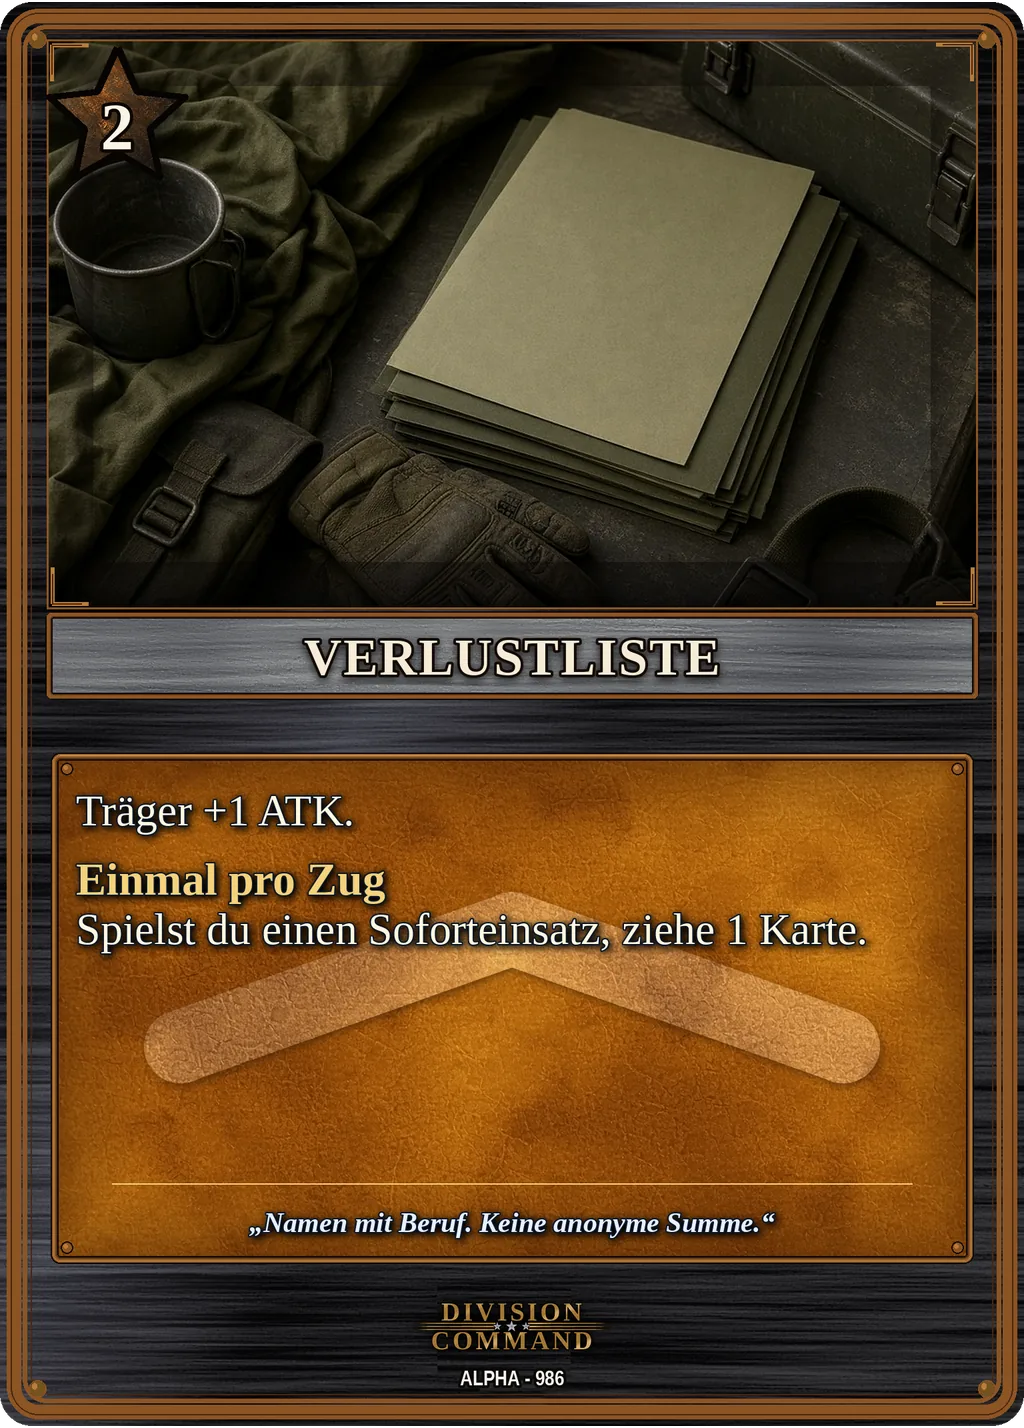 2
VERLUSTLISTE
Träger +1 ATK.
Einmal pro Zug
Spielst du einen Soforteinsatz, ziehe 1 Karte.
„Namen mit Beruf. Keine anonyme Summe.“
DIVISION
COMMAND
ALPHA - 986